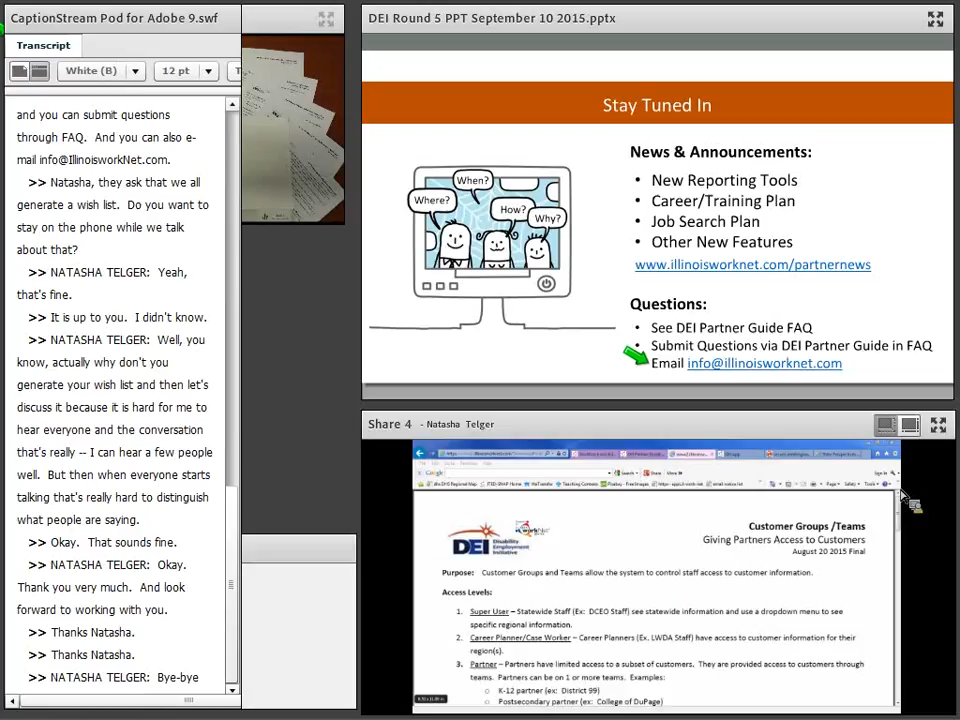 CaptionStream Pod for Adobe 9.swf
Transcript
White (B)
12 pt
T
and you can submit questions
through FAQ. And you can also e-
mail info@IllinoisworkNet.com.
>> Natasha, they ask that we all
generate a wish list. Do you want to
stay on the phone while we talk
about that?
>> NATASHA TELGER: Yeah,
that's fine.
>> It is up to you. I didn't know.
>> NATASHA TELGER: Well, you
know, actually why don't you
generate your wish list and then let's
discuss it because it is hard for me to
hear everyone and the conversation
that's really -- I can hear a few people
well. But then when everyone starts
talking that's really hard to distinguish
what people are saying.
>> Okay. That sounds fine.
>> NATASHA TELGER: Okay.
Thank you very much. And look
forward to working with you.
>> Thanks Natasha.
>> Thanks Natasha.
>> NATASHA TELGER: Bye-bye
DEI Round 5 PPT September 10 2015.pptx
Stay Tuned In
When?
Where?
How?
Why?
News & Announcements:
• New Reporting Tools
• Career/Training Plan
• Job Search Plan
• Other New Features
www.illinoisworknet.com/partnernews
Questions:
• See DEI Partner Guide FAQ
• Submit Questions via DEI Partner Guide in FAQ
Email info@illinoisworknet.com
Share 4 - Natasha Telger
DEI Disability Employment Initiative
Customer Groups /Teams
Giving Partners Access to Customers
August 20 2015 Final
Purpose: Customer Groups and Teams allow the system to control staff access to customer information.
Access Levels:
1. Super User – Statewide Staff (Ex: DCEO Staff) see statewide information and use a dropdown menu to see
specific regional information.
2. Career Planner/Case Worker – Career Planners (Ex. LWDA Staff) have access to customer information for their
region(s).
3. Partner – Partners have limited access to a subset of customers. They are provided access to customers through
teams. Partners can be on 1 or more teams. Examples:
o K-12 partner (ex: District 99)
o Postsecondary partner (ex: College of DuPage)